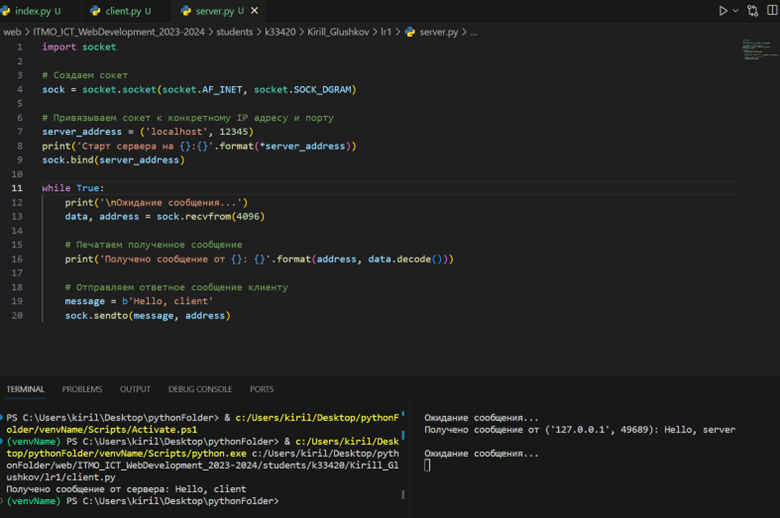 index.py U
client.py U
server.py U
web > ITMO_ICT_WebDevelopment_2023-2024 > students > k33420 > Kirill_Glushkov > lr1 > server.py > ...
1 import socket
2
3 # Создаем сокет
4 sock = socket.socket(socket.AF_INET, socket.SOCK_DGRAM)
5
6 # Привязываем сокет к конкретному IP адресу и порту
7 server_address = ('localhost', 12345)
8 print('Старт сервера на {}:{}'.format(*server_address))
9 sock.bind(server_address)
10
11 while True:
12 print('\nОжидание сообщения...')
13 data, address = sock.recvfrom(4096)
14
15 # Печатаем полученное сообщение
16 print('Получено сообщение от {}: {}'.format(address, data.decode()))
17
18 # Отправляем ответное сообщение клиенту
19 message = b'Hello, client'
20 sock.sendto(message, address)
TERMINAL PROBLEMS OUTPUT DEBUG CONSOLE PORTS
PS C:\Users\kiril\Desktop\pythonFolder> & c:/Users/kiril/Desktop/pythonF
older/venvName/Scripts/Activate.ps1
(venvName) PS C:\Users\kiril\Desktop\pythonFolder> & c:/Users/kiril/Desk
top/pythonFolder/venvName/Scripts/python.exe c:/Users/kiril/Desktop/pyth
onFolder/web/ITMO_ICT_WebDevelopment_2023-2024/students/k33420/Kirill_Gl
ushkov/lr1/client.py
Получено сообщение от сервера: Hello, client
(venvName) PS C:\Users\kiril\Desktop\pythonFolder>
Ожидание сообщения...
Получено сообщение от ('127.0.0.1', 49689): Hello, server
Ожидание сообщения...